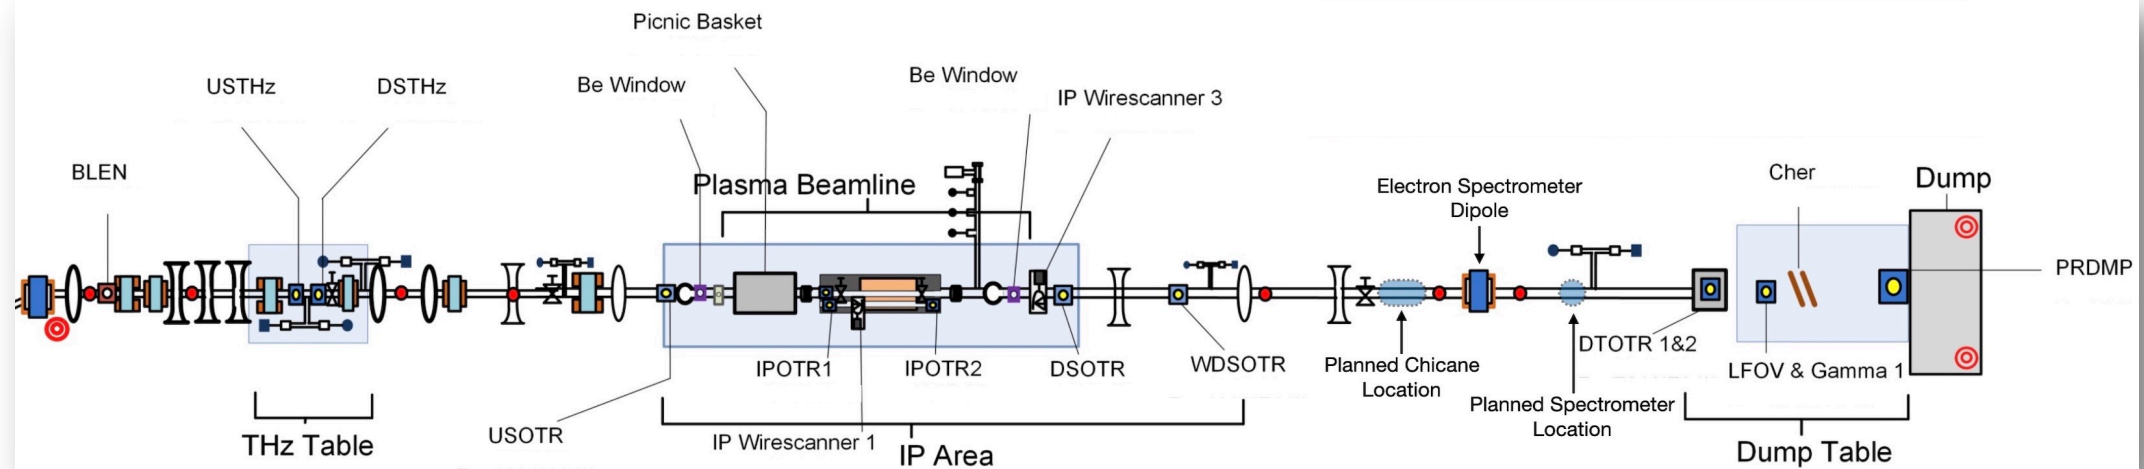 Picnic Basket
USTHz
DSTHz
Be Window
Be Window
IP Wirescanner 3
BLEN
Plasma Beamline
Electron Spectrometer
Dipole
Cher
Dump
PRDMP
IPOTR1
IPOTR2
DSOTR
WDSOTR
Planned Chicane
Location
DTOTR 1&2
LFOV & Gamma 1
Planned Spectrometer
Location
USOTR
IP Wirescanner 1
THz Table
IP Area
Dump Table